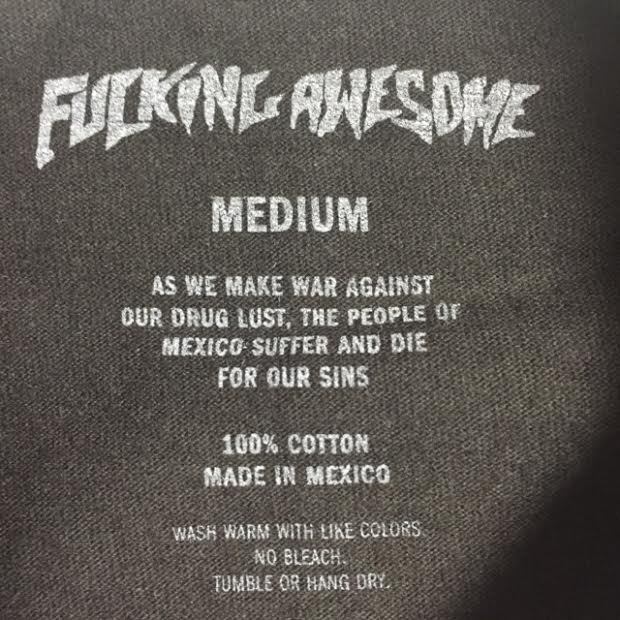 FUCKING AWESOME
MEDIUM
AS WE MAKE WAR AGAINST
OUR DRUG LUST, THE PEOPLE OF
MEXICO SUFFER AND DIE
FOR OUR SINS
100% COTTON
MADE IN MEXICO
WASH WARM WITH LIKE COLORS.
NO BLEACH.
TUMBLE OR HANG DRY.